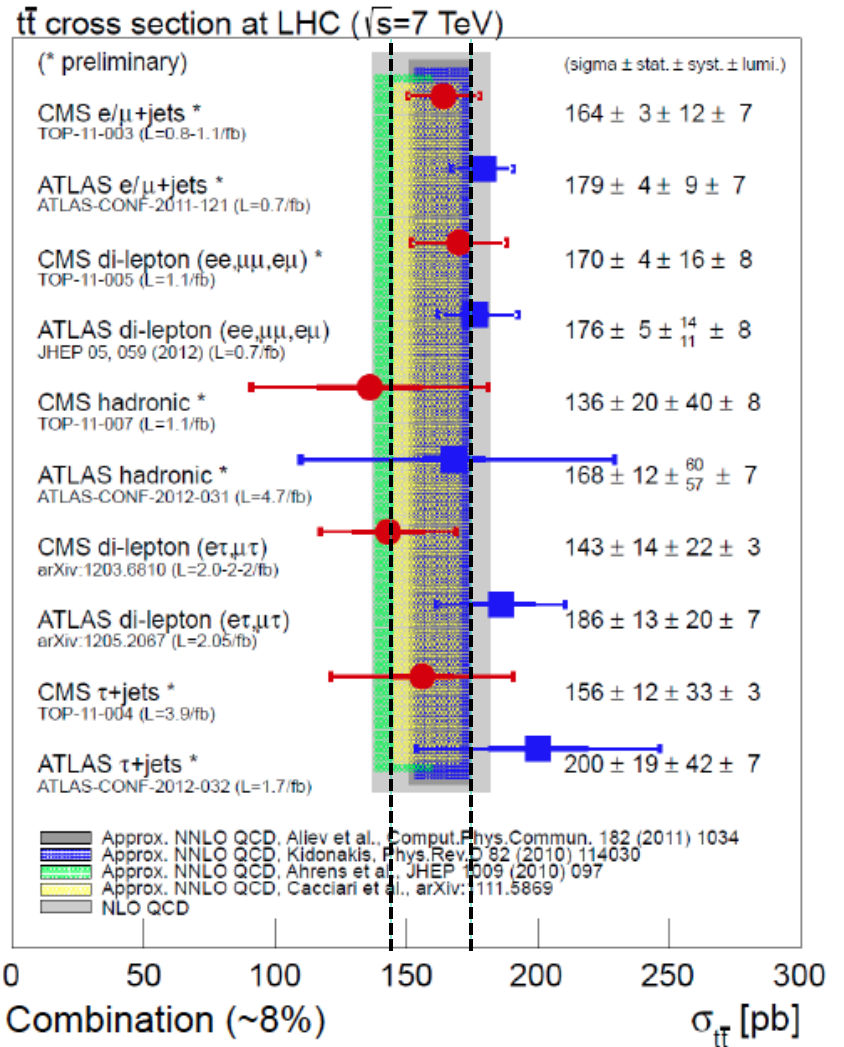 tt̄ cross section at LHC (√s=7 TeV)
(* preliminary) (sigma ± stat. ± syst. ± lumi.)
CMS e/μ+jets * 164 ± 3 ± 12 ± 7
TOP-11-003 (L=0.8-1.1/fb)
ATLAS e/μ+jets * 179 ± 4 ± 9 ± 7
ATLAS-CONF-2011-121 (L=0.7/fb)
CMS di-lepton (ee,μμ,eμ) * 170 ± 4 ± 16 ± 8
TOP-11-005 (L=1.1/fb)
ATLAS di-lepton (ee,μμ,eμ) 176 ± 5 ± 14 11 ± 8
JHEP 05, 059 (2012) (L=0.7/fb)
CMS hadronic * 136 ± 20 ± 40 ± 8
TOP-11-007 (L=1.1/fb)
ATLAS hadronic * 168 ± 12 ± 60 57 ± 7
ATLAS-CONF-2012-031 (L=4.7/fb)
CMS di-lepton (eτ,μτ) 143 ± 14 ± 22 ± 3
arXiv:1203.6810 (L=2.0-2-2/fb)
ATLAS di-lepton (eτ,μτ) 186 ± 13 ± 20 ± 7
arXiv:1205.2067 (L=2.05/fb)
CMS τ+jets * 156 ± 12 ± 33 ± 3
TOP-11-004 (L=3.9/fb)
ATLAS τ+jets * 200 ± 19 ± 42 ± 7
ATLAS-CONF-2012-032 (L=1.7/fb)
Approx. NNLO QCD, Aliev et al., Comput.Phys.Commun. 182 (2011) 1034
Approx. NNLO QCD, Kidonakis, Phys.Rev.D 82 (2010) 114030
Approx. NNLO QCD, Ahrens et al., JHEP 1009 (2010) 097
Approx. NNLO QCD, Cacciari et al., arXiv:1111.5869
NLO QCD
0 50 100 150 200 250 300
Combination (~8%) σtt̄ [pb]